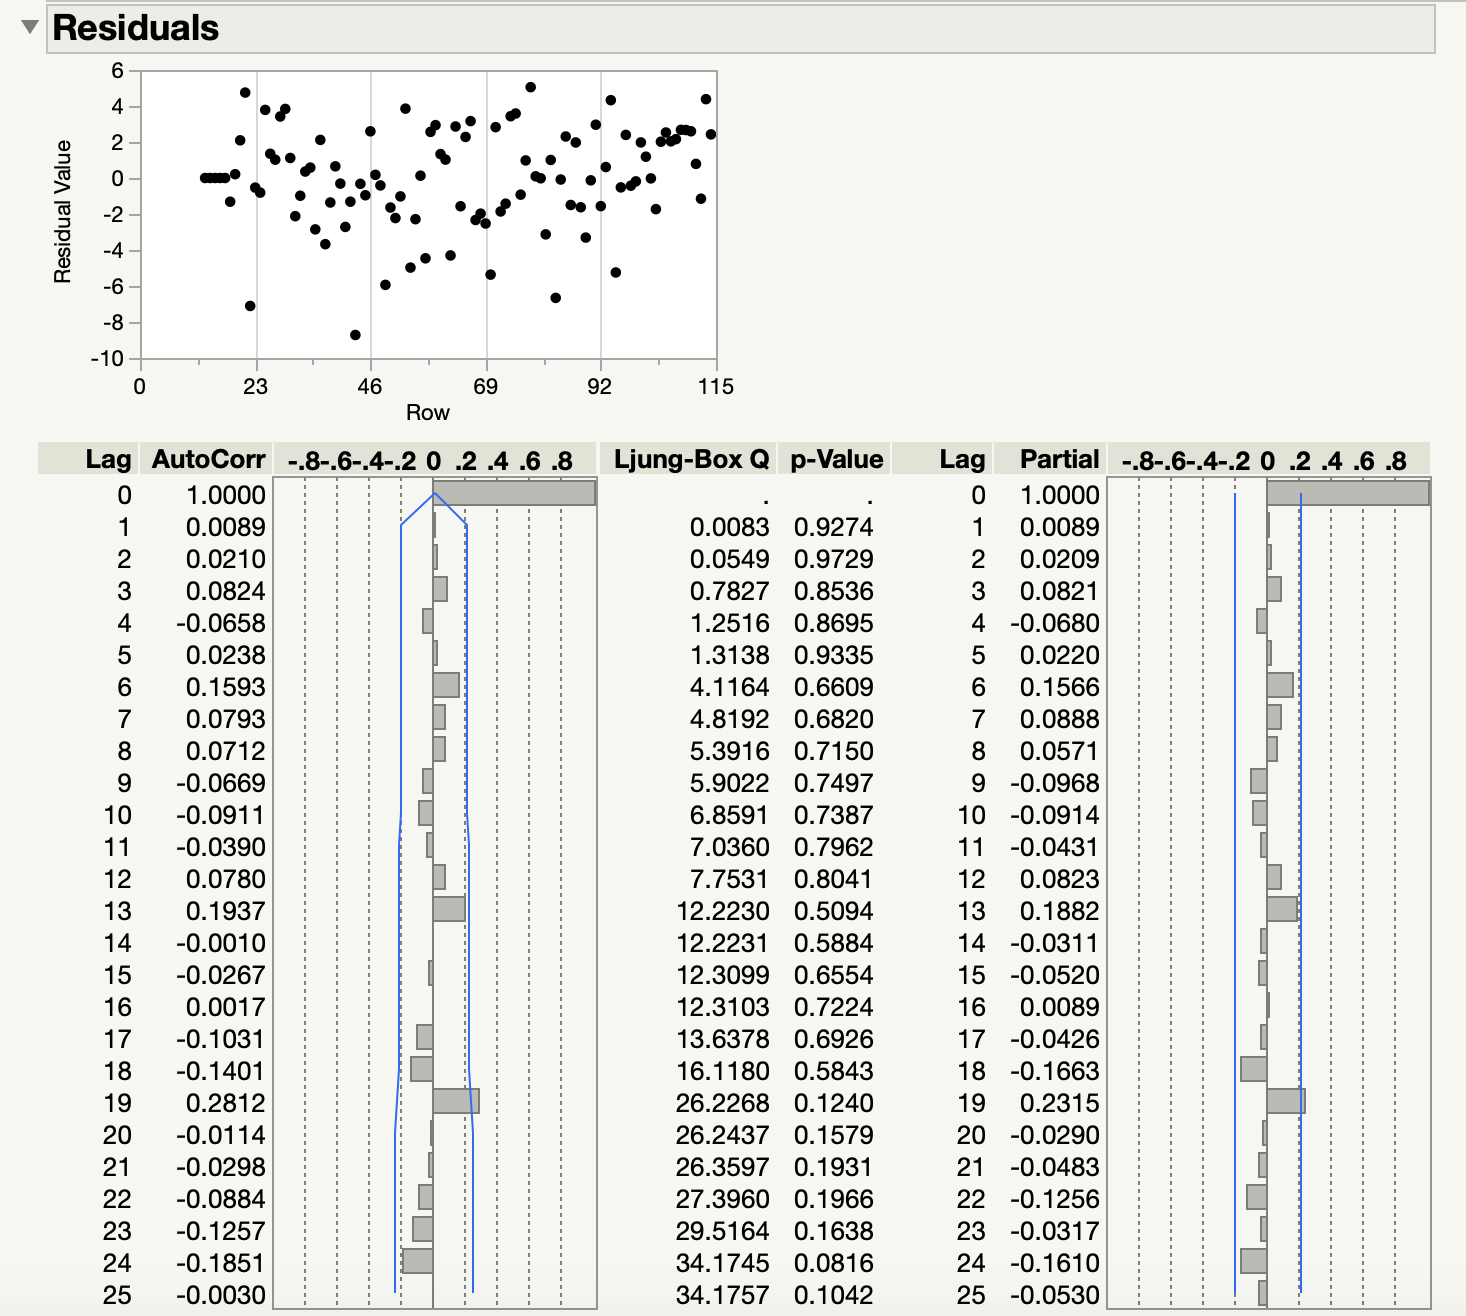 Residuals
6
4
2
0
-2
-4
-6
-8
-10
Residual Value
0 23 46 69 92 115
Row
Lag AutoCorr -.8-.6-.4-.2 0 .2 .4 .6 .8 Ljung-Box Q p-Value Lag Partial -.8-.6-.4-.2 0 .2 .4 .6 .8
0 1.0000 . . 0 1.0000
1 0.0089 0.0083 0.9274 1 0.0089
2 0.0210 0.0549 0.9729 2 0.0209
3 0.0824 0.7827 0.8536 3 0.0821
4 -0.0658 1.2516 0.8695 4 -0.0680
5 0.0238 1.3138 0.9335 5 0.0220
6 0.1593 4.1164 0.6609 6 0.1566
7 0.0793 4.8192 0.6820 7 0.0888
8 0.0712 5.3916 0.7150 8 0.0571
9 -0.0669 5.9022 0.7497 9 -0.0968
10 -0.0911 6.8591 0.7387 10 -0.0914
11 -0.0390 7.0360 0.7962 11 -0.0431
12 0.0780 7.7531 0.8041 12 0.0823
13 0.1937 12.2230 0.5094 13 0.1882
14 -0.0010 12.2231 0.5884 14 -0.0311
15 -0.0267 12.3099 0.6554 15 -0.0520
16 0.0017 12.3103 0.7224 16 0.0089
17 -0.1031 13.6378 0.6926 17 -0.0426
18 -0.1401 16.1180 0.5843 18 -0.1663
19 0.2812 26.2268 0.1240 19 0.2315
20 -0.0114 26.2437 0.1579 20 -0.0290
21 -0.0298 26.3597 0.1931 21 -0.0483
22 -0.0884 27.3960 0.1966 22 -0.1256
23 -0.1257 29.5164 0.1638 23 -0.0317
24 -0.1851 34.1745 0.0816 24 -0.1610
25 -0.0030 34.1757 0.1042 25 -0.0530